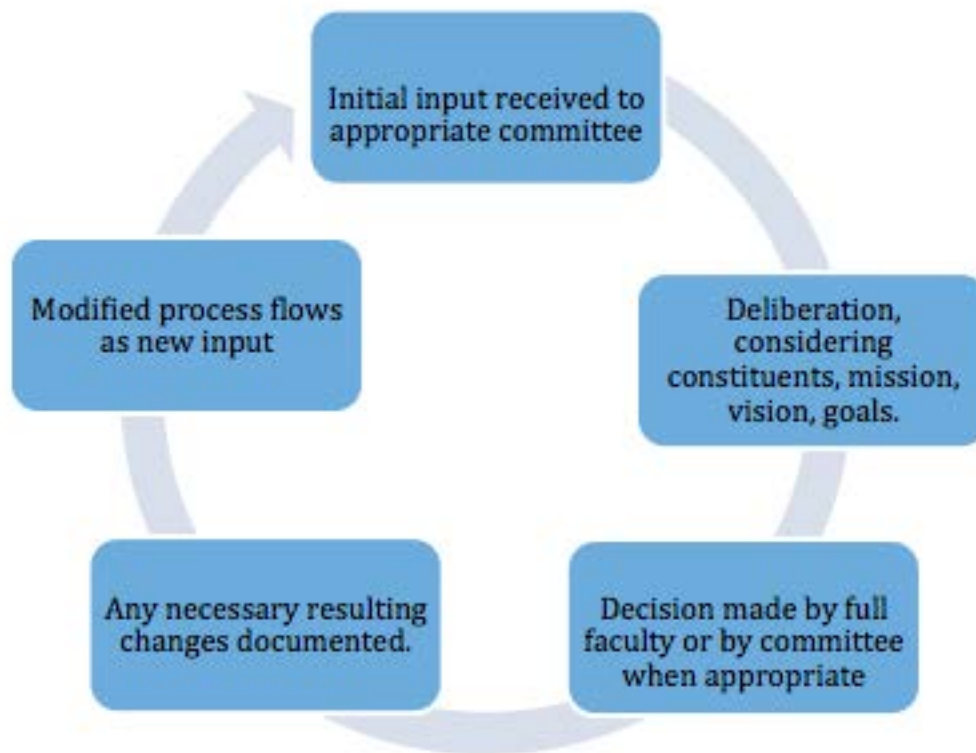 Initial input received to
appropriate committee
Deliberation,
considering
constituents, mission,
vision, goals.
Decision made by full
faculty or by committee
when appropriate
Any necessary resulting
changes documented.
Modified process flows
as new input